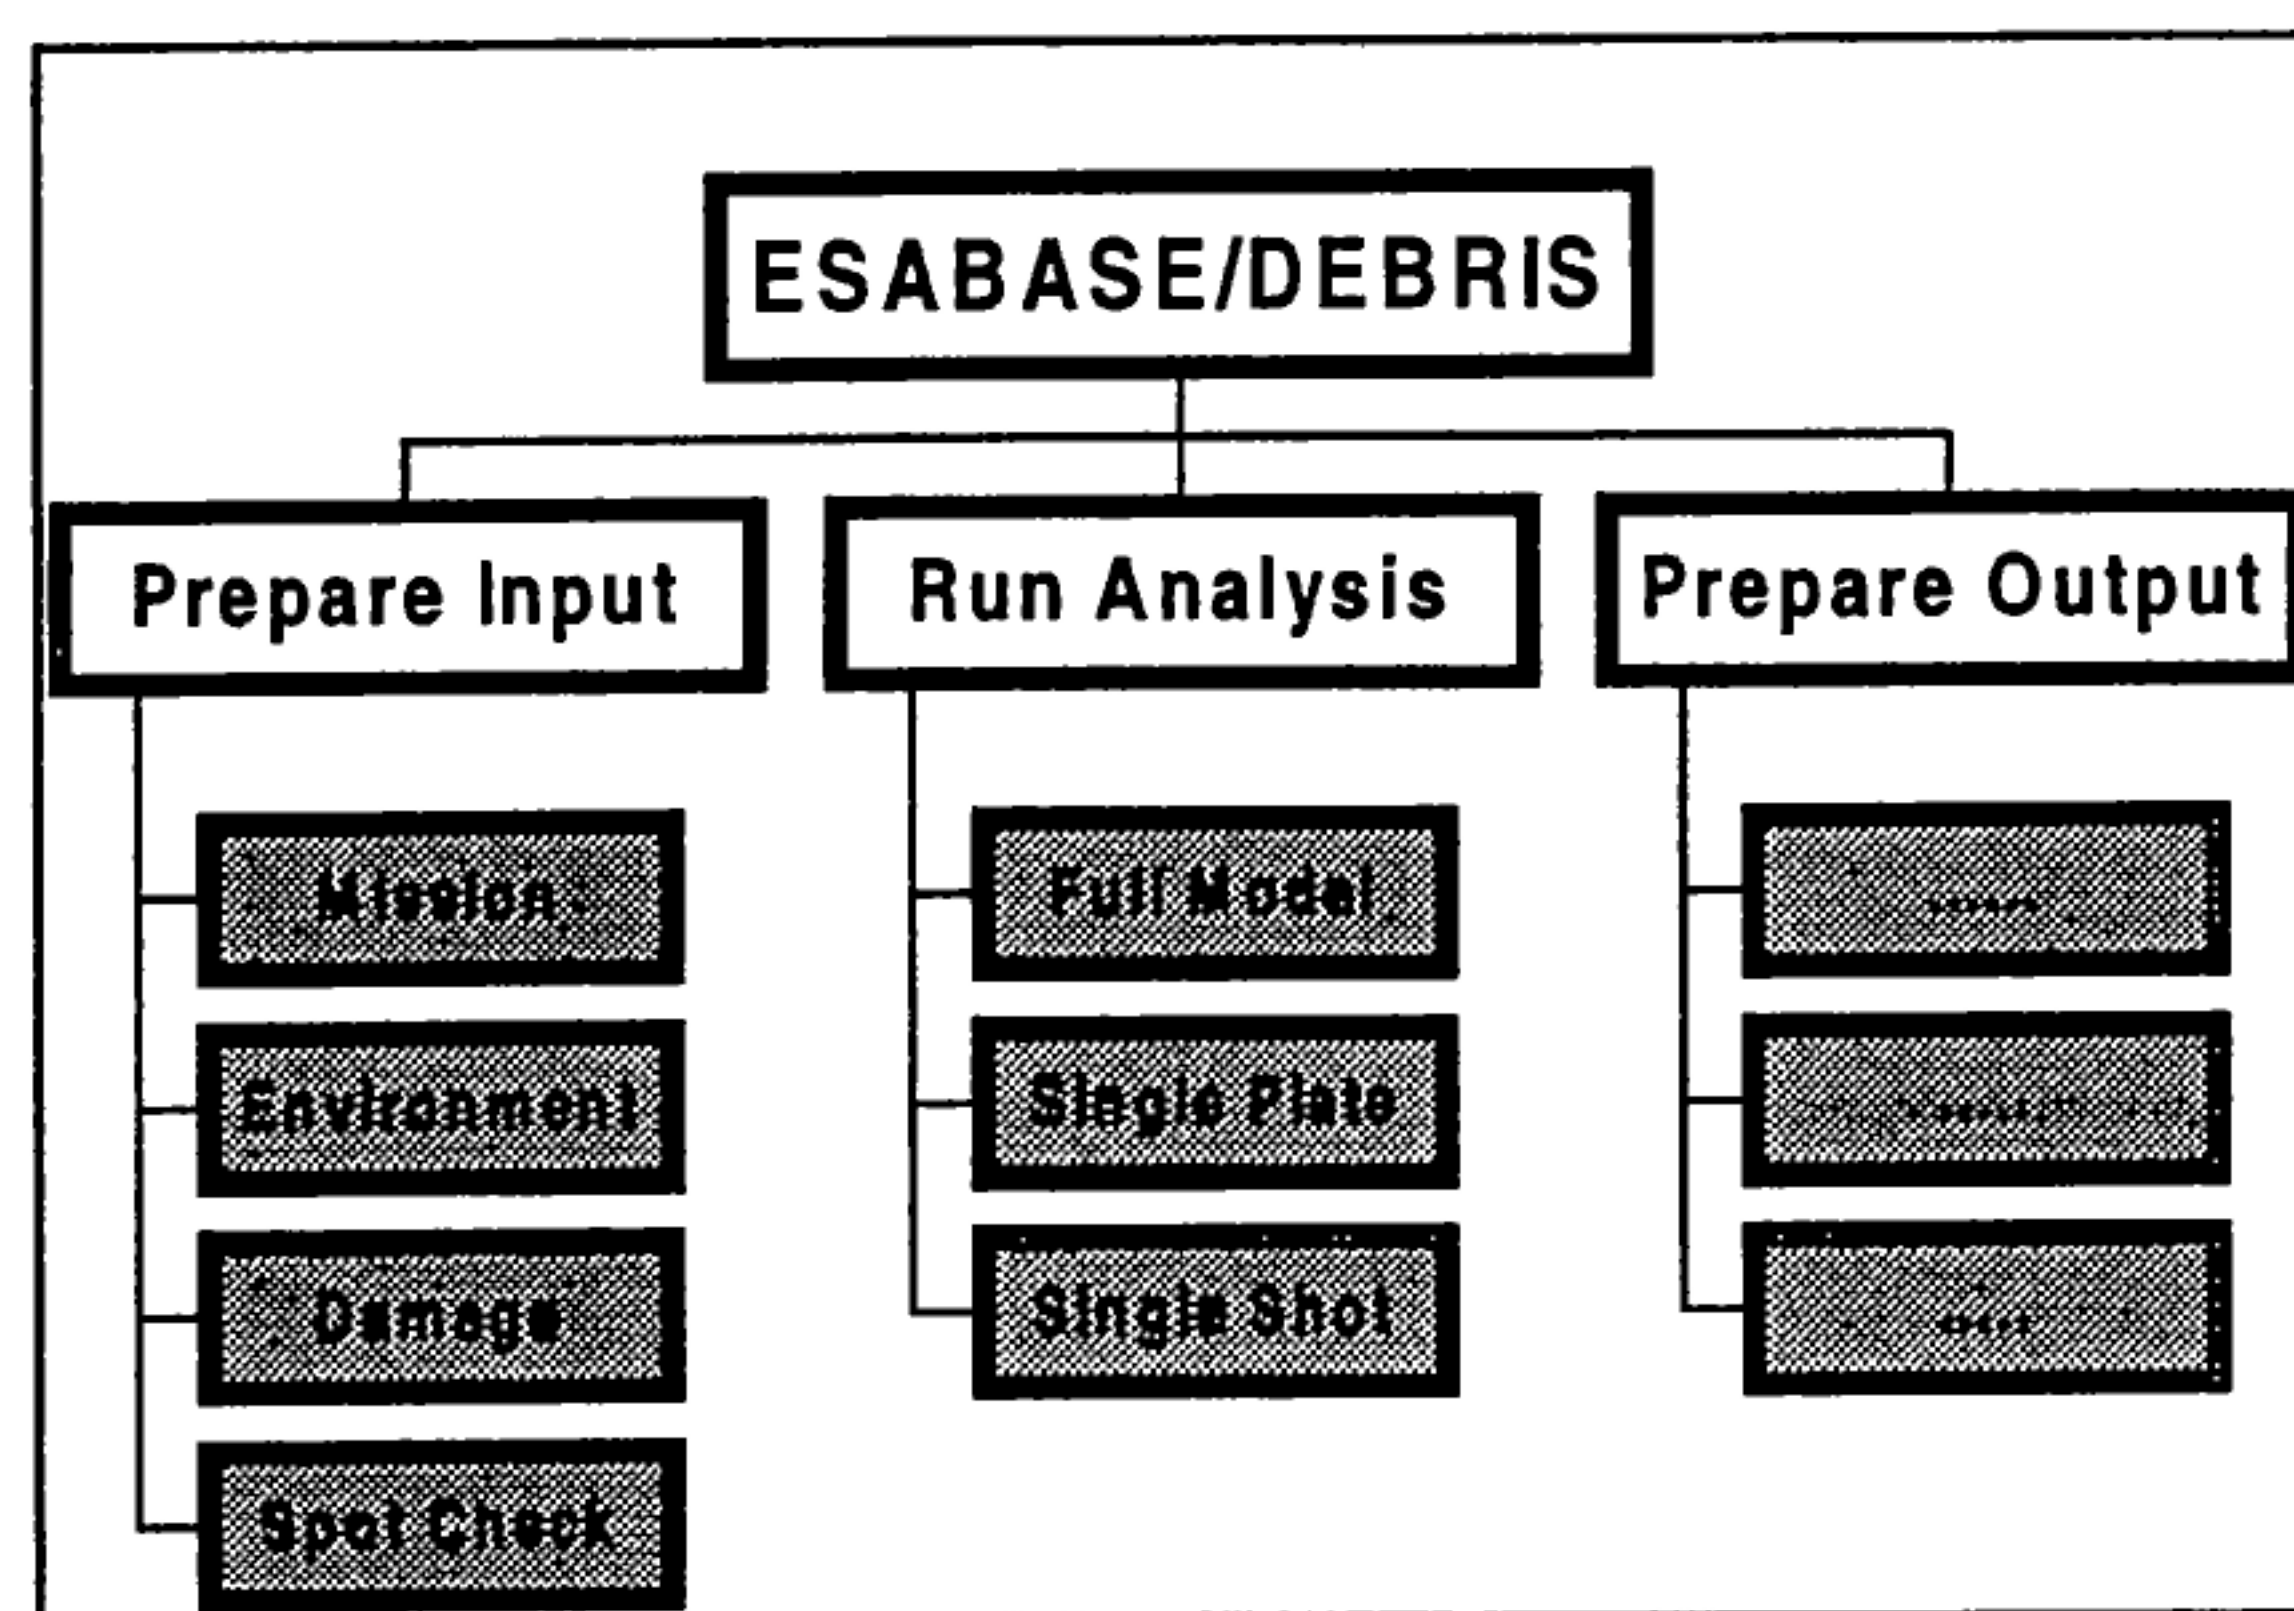 ESABASE/DEBRIS
Prepare Input
Run Analysis
Prepare Output
Mission
Full Model
Environment
Single Plate
Damage
Single Shot
Spot Check